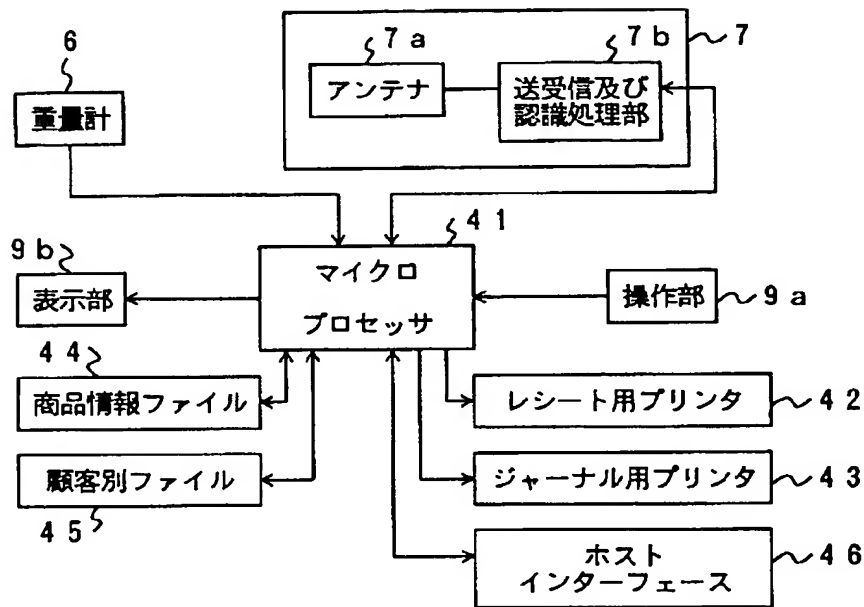 6
重量計
7a
アンテナ
7b
送受信及び
認識処理部
7
41
マイクロ
プロセッサ
9b
表示部
操作部
9a
44
商品情報ファイル
顧客別ファイル
45
レシート用プリンタ
42
ジャーナル用プリンタ
43
ホスト
インターフェース
46